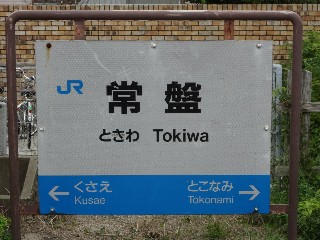 JR
常盤
ときわ Tokiwa
← くさえ とこなみ →
Kusae Tokonami